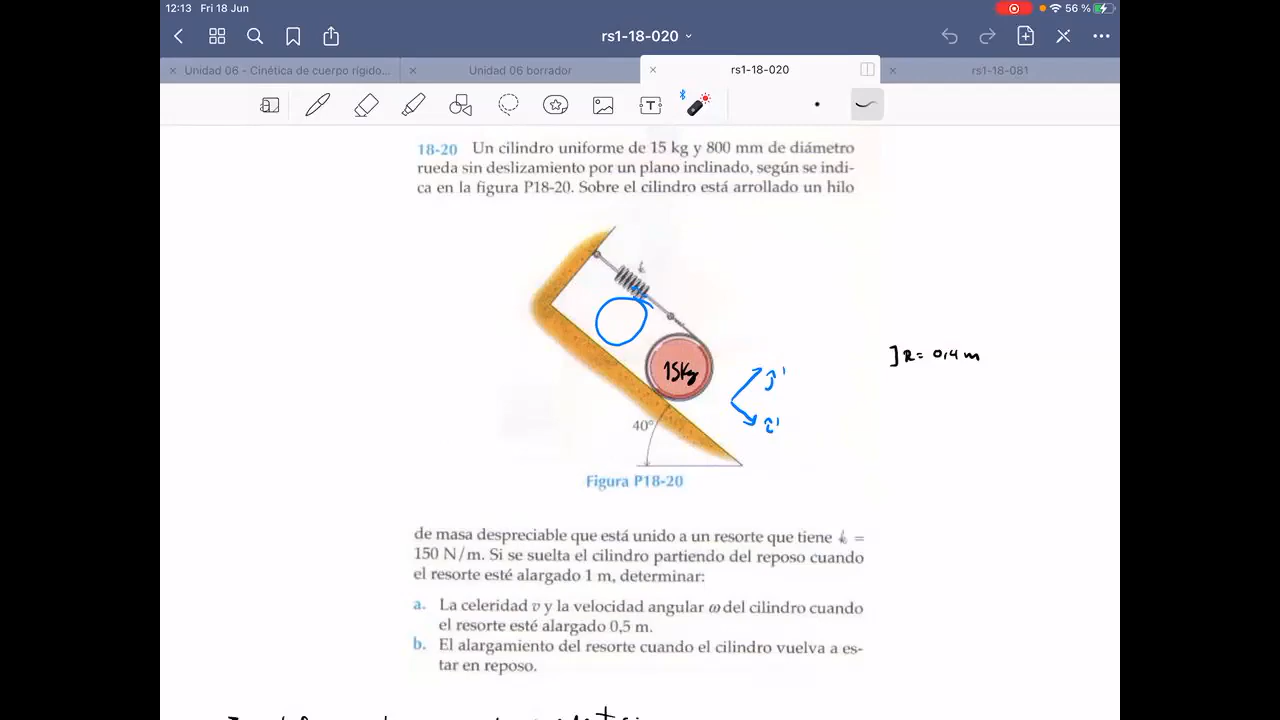 12:13 Fri 18 Jun
56 %
rs1-18-020
Unidad 06 - Cinética de cuerpo rígido...
Unidad 06 borrador
rs1-18-020
rs1-18-081
18-20 Un cilindro uniforme de 15 kg y 800 mm de diámetro
rueda sin deslizamiento por un plano inclinado, según se indi-
ca en la figura P18-20. Sobre el cilindro está arrollado un hilo
k
15Kg
R = 0,4 m
j'
i'
40°
Figura P18-20
de masa despreciable que está unido a un resorte que tiene k =
150 N/m. Si se suelta el cilindro partiendo del reposo cuando
el resorte esté alargado 1 m, determinar:
a. La celeridad v y la velocidad angular ω del cilindro cuando
el resorte esté alargado 0,5 m.
b. El alargamiento del resorte cuando el cilindro vuelva a es-
tar en reposo.